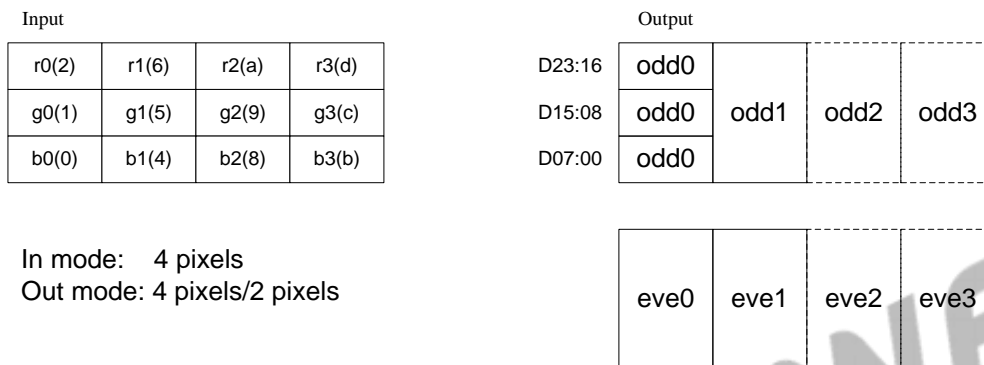 Input
Output
r0(2) r1(6) r2(a) r3(d)
g0(1) g1(5) g2(9) g3(c)
b0(0) b1(4) b2(8) b3(b)
D23:16 odd0
D15:08 odd0 odd1 odd2 odd3
D07:00 odd0
In mode: 4 pixels
Out mode: 4 pixels/2 pixels
eve0 eve1 eve2 eve3